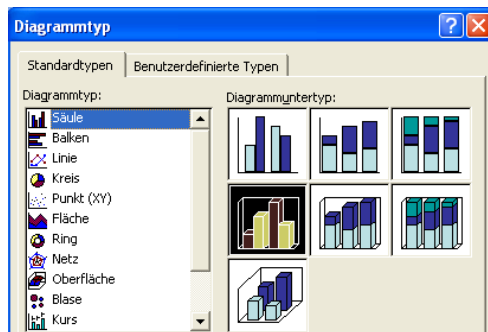 Diagrammtyp
Standardtypen
Benutzerdefinierte Typen
Diagrammtyp:
Säule
Balken
Linie
Kreis
Punkt (XY)
Fläche
Ring
Netz
Oberfläche
Blase
Kurs
Diagrammuntertyp: